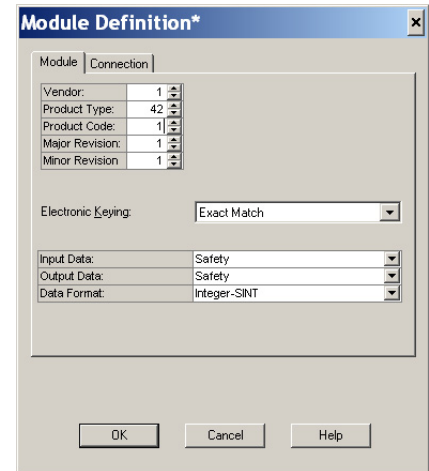 Module Definition*
Module Connection
Vendor: 1
Product Type: 42
Product Code: 1
Major Revision: 1
Minor Revision 1
Electronic Keying: Exact Match
Input Data: Safety
Output Data: Safety
Data Format: Integer-SINT
OK Cancel Help